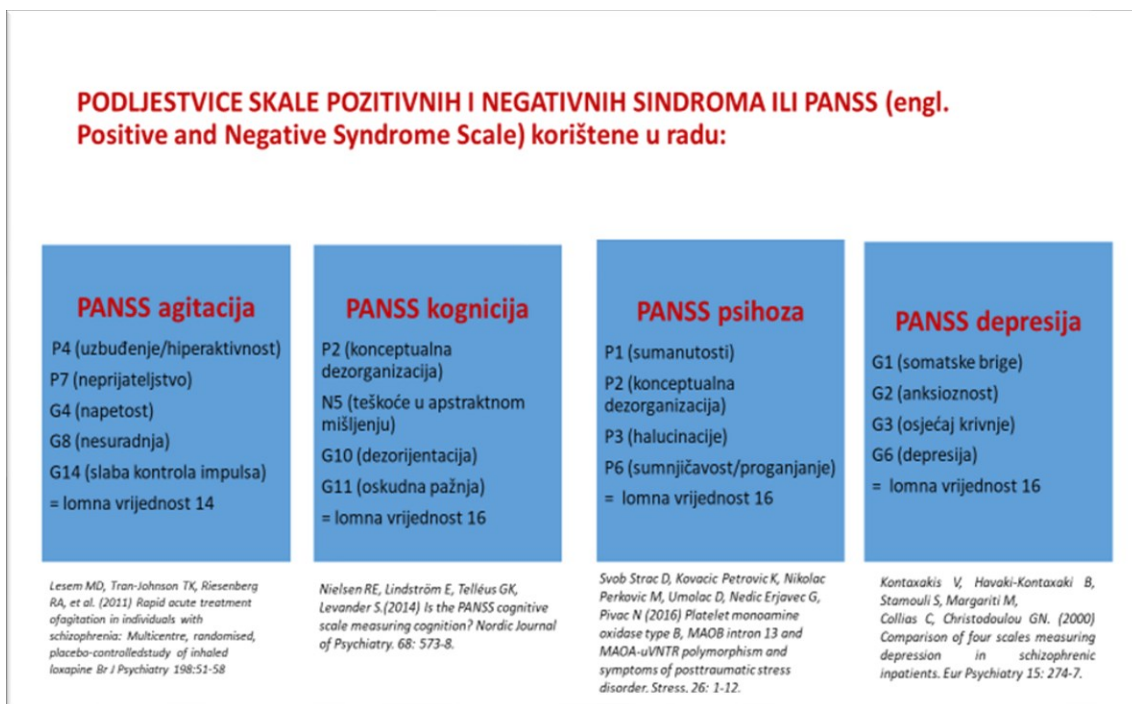 PODLJESTVICE SKALE POZITIVNIH I NEGATIVNIH SINDROMA ILI PANSS (engl.
Positive and Negative Syndrome Scale) korištene u radu:
PANSS agitacija
P4 (uzbuđenje/hiperaktivnost)
P7 (neprijateljstvo)
G4 (napetost)
G8 (nesuradnja)
G14 (slaba kontrola impulsa)
= lomna vrijednost 14
Lesem MD, Tran-Johnson TK, Riesenberg
RA, et al. (2011) Rapid acute treatment
ofagitation in individuals with
schizophrenia: Multicentre, randomised,
placebo-controlledstudy of inhaled
loxapine Br J Psychiatry 198:51-58
PANSS kognicija
P2 (konceptualna
dezorganizacija)
N5 (teškoće u apstraktnom
mišljenju)
G10 (dezorijentacija)
G11 (oskudna pažnja)
= lomna vrijednost 16
Nielsen RE, Lindström E, Telléus GK,
Levander S.(2014) Is the PANSS cognitive
scale measuring cognition? Nordic Journal
of Psychiatry. 68: 573-8.
PANSS psihoza
P1 (sumanutosti)
P2 (konceptualna
dezorganizacija)
P3 (halucinacije)
P6 (sumnjičavost/proganjanje)
= lomna vrijednost 16
Svob Strac D, Kovacic Petrovic K, Nikolac
Perkovic M, Umolac D, Nedic Erjavec G,
Pivac N (2016) Platelet monoamine
oxidase type B, MAOB intron 13 and
MAOA-uVNTR polymorphism and
symptoms of posttraumatic stress
disorder. Stress. 26: 1-12.
PANSS depresija
G1 (somatske brige)
G2 (anksioznost)
G3 (osjećaj krivnje)
G6 (depresija)
= lomna vrijednost 16
Kontaxakis V, Havaki-Kontaxaki B,
Stamouli S, Margariti M,
Collias C, Christodoulou GN. (2000)
Comparison of four scales measuring
depression in schizophrenic
inpatients. Eur Psychiatry 15: 274-7.